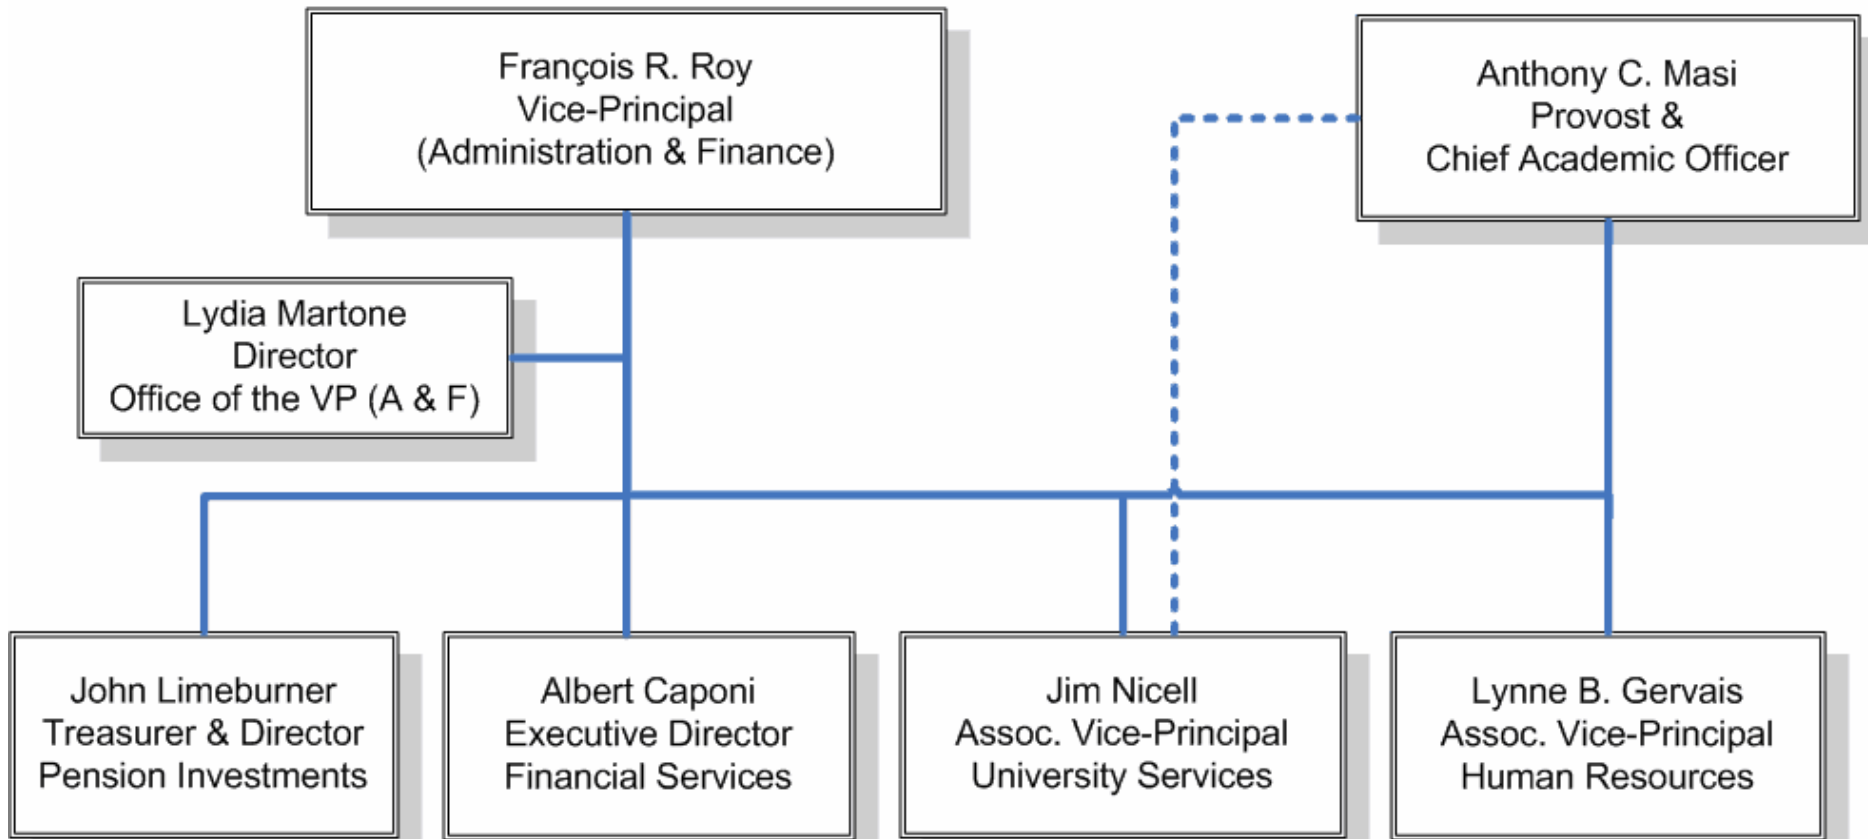 François R. Roy
Vice-Principal
(Administration & Finance)
Anthony C. Masi
Provost &
Chief Academic Officer
Lydia Martone
Director
Office of the VP (A & F)
John Limeburner
Treasurer & Director
Pension Investments
Albert Caponi
Executive Director
Financial Services
Jim Nicell
Assoc. Vice-Principal
University Services
Lynne B. Gervais
Assoc. Vice-Principal
Human Resources